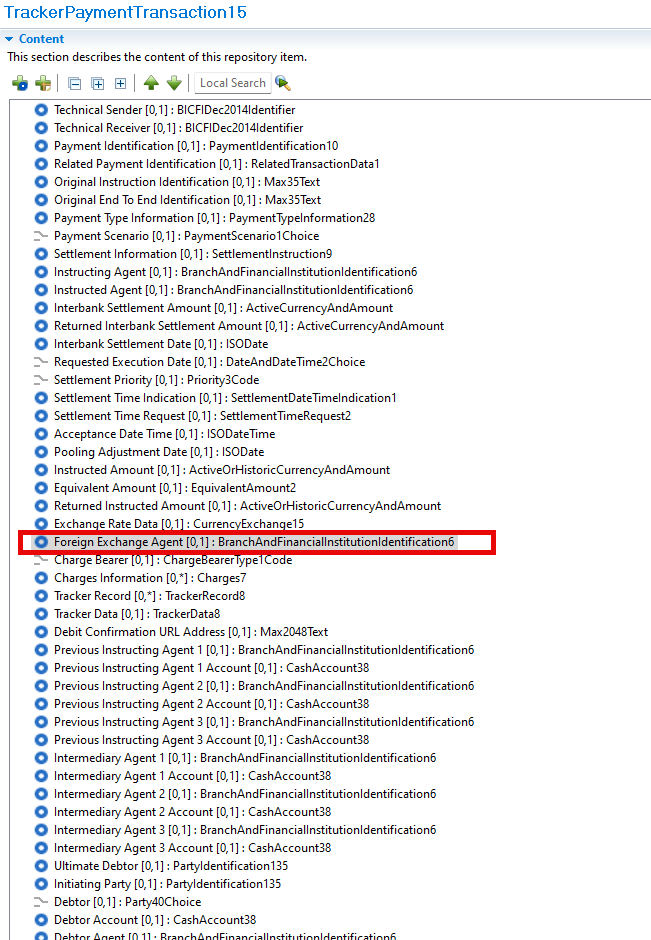 TrackerPaymentTransaction15
Content
This section describes the content of this repository item.
Local Search
Technical Sender [0,1] : BICFIDec2014Identifier
Technical Receiver [0,1] : BICFIDec2014Identifier
Payment Identification [0,1] : PaymentIdentification10
Related Payment Identification [0,1] : RelatedTransactionData1
Original Instruction Identification [0,1] : Max35Text
Original End To End Identification [0,1] : Max35Text
Payment Type Information [0,1] : PaymentTypeInformation28
Payment Scenario [0,1] : PaymentScenario1Choice
Settlement Information [0,1] : SettlementInstruction9
Instructing Agent [0,1] : BranchAndFinancialInstitutionIdentification6
Instructed Agent [0,1] : BranchAndFinancialInstitutionIdentification6
Interbank Settlement Amount [0,1] : ActiveCurrencyAndAmount
Returned Interbank Settlement Amount [0,1] : ActiveCurrencyAndAmount
Interbank Settlement Date [0,1] : ISODate
Requested Execution Date [0,1] : DateAndDateTime2Choice
Settlement Priority [0,1] : Priority3Code
Settlement Time Indication [0,1] : SettlementDateTimeIndication1
Settlement Time Request [0,1] : SettlementTimeRequest2
Acceptance Date Time [0,1] : ISODateTime
Pooling Adjustment Date [0,1] : ISODate
Instructed Amount [0,1] : ActiveOrHistoricCurrencyAndAmount
Equivalent Amount [0,1] : EquivalentAmount2
Returned Instructed Amount [0,1] : ActiveOrHistoricCurrencyAndAmount
Exchange Rate Data [0,1] : CurrencyExchange15
Foreign Exchange Agent [0,1] : BranchAndFinancialInstitutionIdentification6
Charge Bearer [0,1] : ChargeBearerType1Code
Charges Information [0,*] : Charges7
Tracker Record [0,*] : TrackerRecord8
Tracker Data [0,1] : TrackerData8
Debit Confirmation URL Address [0,1] : Max2048Text
Previous Instructing Agent 1 [0,1] : BranchAndFinancialInstitutionIdentification6
Previous Instructing Agent 1 Account [0,1] : CashAccount38
Previous Instructing Agent 2 [0,1] : BranchAndFinancialInstitutionIdentification6
Previous Instructing Agent 2 Account [0,1] : CashAccount38
Previous Instructing Agent 3 [0,1] : BranchAndFinancialInstitutionIdentification6
Previous Instructing Agent 3 Account [0,1] : CashAccount38
Intermediary Agent 1 [0,1] : BranchAndFinancialInstitutionIdentification6
Intermediary Agent 1 Account [0,1] : CashAccount38
Intermediary Agent 2 [0,1] : BranchAndFinancialInstitutionIdentification6
Intermediary Agent 2 Account [0,1] : CashAccount38
Intermediary Agent 3 [0,1] : BranchAndFinancialInstitutionIdentification6
Intermediary Agent 3 Account [0,1] : CashAccount38
Ultimate Debtor [0,1] : PartyIdentification135
Initiating Party [0,1] : PartyIdentification135
Debtor [0,1] : Party40Choice
Debtor Account [0,1] : CashAccount38
Debtor Agent [0,1] : BranchAndFinancialInstitutionIdentification6